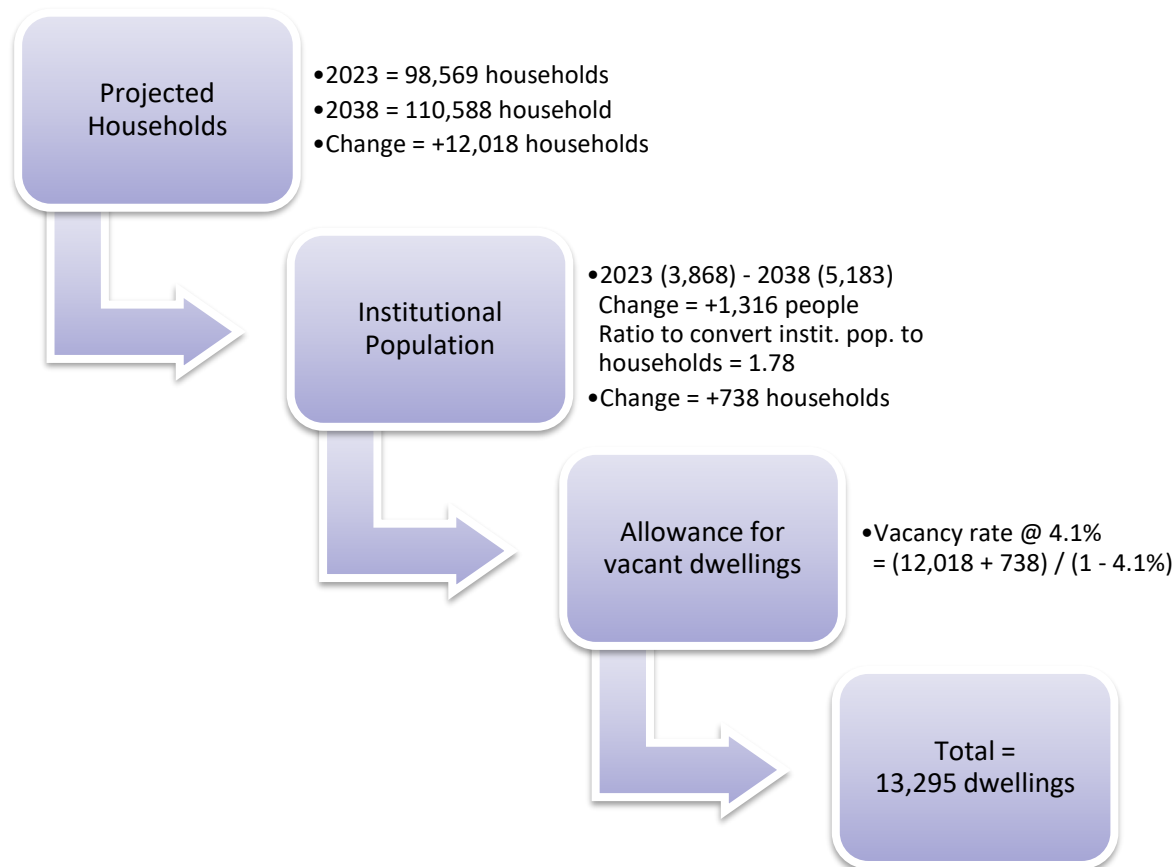 Projected
Households
•2023 = 98,569 households
•2038 = 110,588 household
•Change = +12,018 households
Institutional
Population
•2023 (3,868) - 2038 (5,183)
Change = +1,316 people
Ratio to convert instit. pop. to
households = 1.78
•Change = +738 households
Allowance for
vacant dwellings
•Vacancy rate @ 4.1%
= (12,018 + 738) / (1 - 4.1%)
Total =
13,295 dwellings